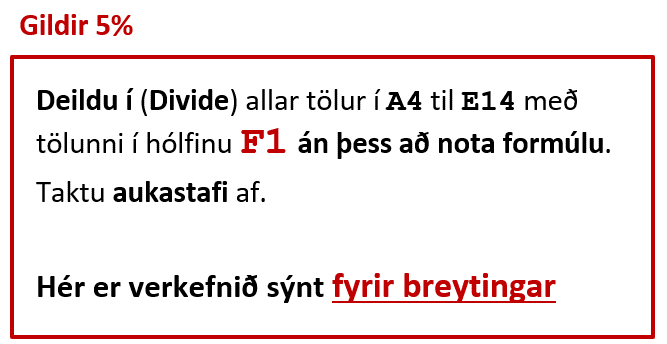 Gildir 5%
Deildu í (Divide) allar tölur í A4 til E14 með
tölunni í hólfinu F1 án þess að nota formúlu.
Taktu aukastafi af.
Hér er verkefnið sýnt fyrir breytingar